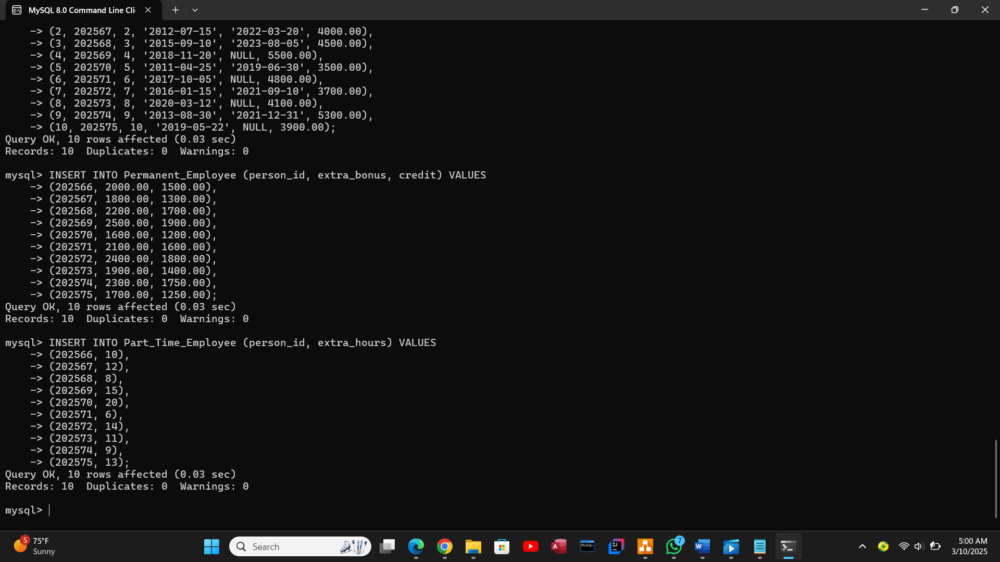 MySQL 8.0 Command Line Cli
-> (2, 202567, 2, '2012-07-15', '2022-03-20', 4000.00),
-> (3, 202568, 3, '2015-09-10', '2023-08-05', 4500.00),
-> (4, 202569, 4, '2018-11-20', NULL, 5500.00),
-> (5, 202570, 5, '2011-04-25', '2019-06-30', 3500.00),
-> (6, 202571, 6, '2017-10-05', NULL, 4800.00),
-> (7, 202572, 7, '2016-01-15', '2021-09-10', 3700.00),
-> (8, 202573, 8, '2020-03-12', NULL, 4100.00),
-> (9, 202574, 9, '2013-08-30', '2021-12-31', 5300.00),
-> (10, 202575, 10, '2019-05-22', NULL, 3900.00);
Query OK, 10 rows affected (0.03 sec)
Records: 10  Duplicates: 0  Warnings: 0
mysql> INSERT INTO Permanent_Employee (person_id, extra_bonus, credit) VALUES
-> (202566, 2000.00, 1500.00),
-> (202567, 1800.00, 1300.00),
-> (202568, 2200.00, 1700.00),
-> (202569, 2500.00, 1900.00),
-> (202570, 1600.00, 1200.00),
-> (202571, 2100.00, 1600.00),
-> (202572, 2400.00, 1800.00),
-> (202573, 1900.00, 1400.00),
-> (202574, 2300.00, 1750.00),
-> (202575, 1700.00, 1250.00);
Query OK, 10 rows affected (0.03 sec)
Records: 10  Duplicates: 0  Warnings: 0
mysql> INSERT INTO Part_Time_Employee (person_id, extra_hours) VALUES
-> (202566, 10),
-> (202567, 12),
-> (202568, 8),
-> (202569, 15),
-> (202570, 20),
-> (202571, 6),
-> (202572, 14),
-> (202573, 11),
-> (202574, 9),
-> (202575, 13);
Query OK, 10 rows affected (0.03 sec)
Records: 10  Duplicates: 0  Warnings: 0
mysql>
5
75°F
Sunny
Search
A
MySQL
IJ
7
W
5:00 AM
3/10/2025